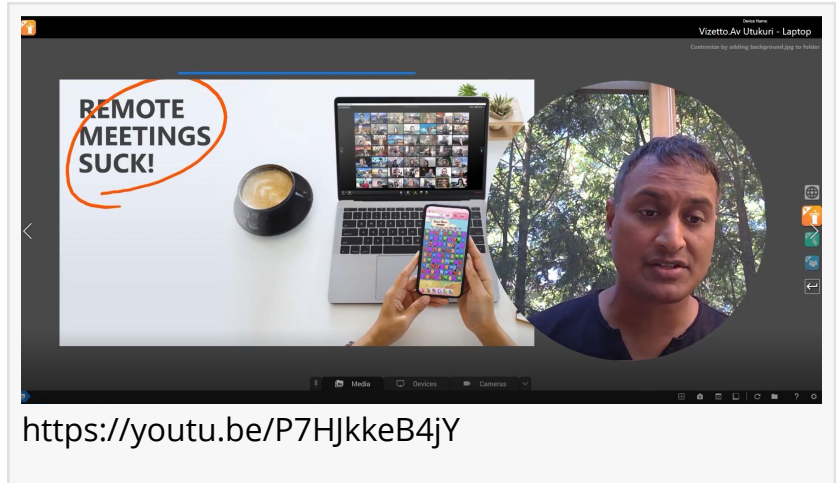 Device Name:
Vizetto.Av Utukuri - Laptop
Customize by adding background.jpg to folder
REMOTE
MEETINGS
SUCK!
Media
Devices
Cameras
?
https://youtu.be/P7HJkkeB4jY